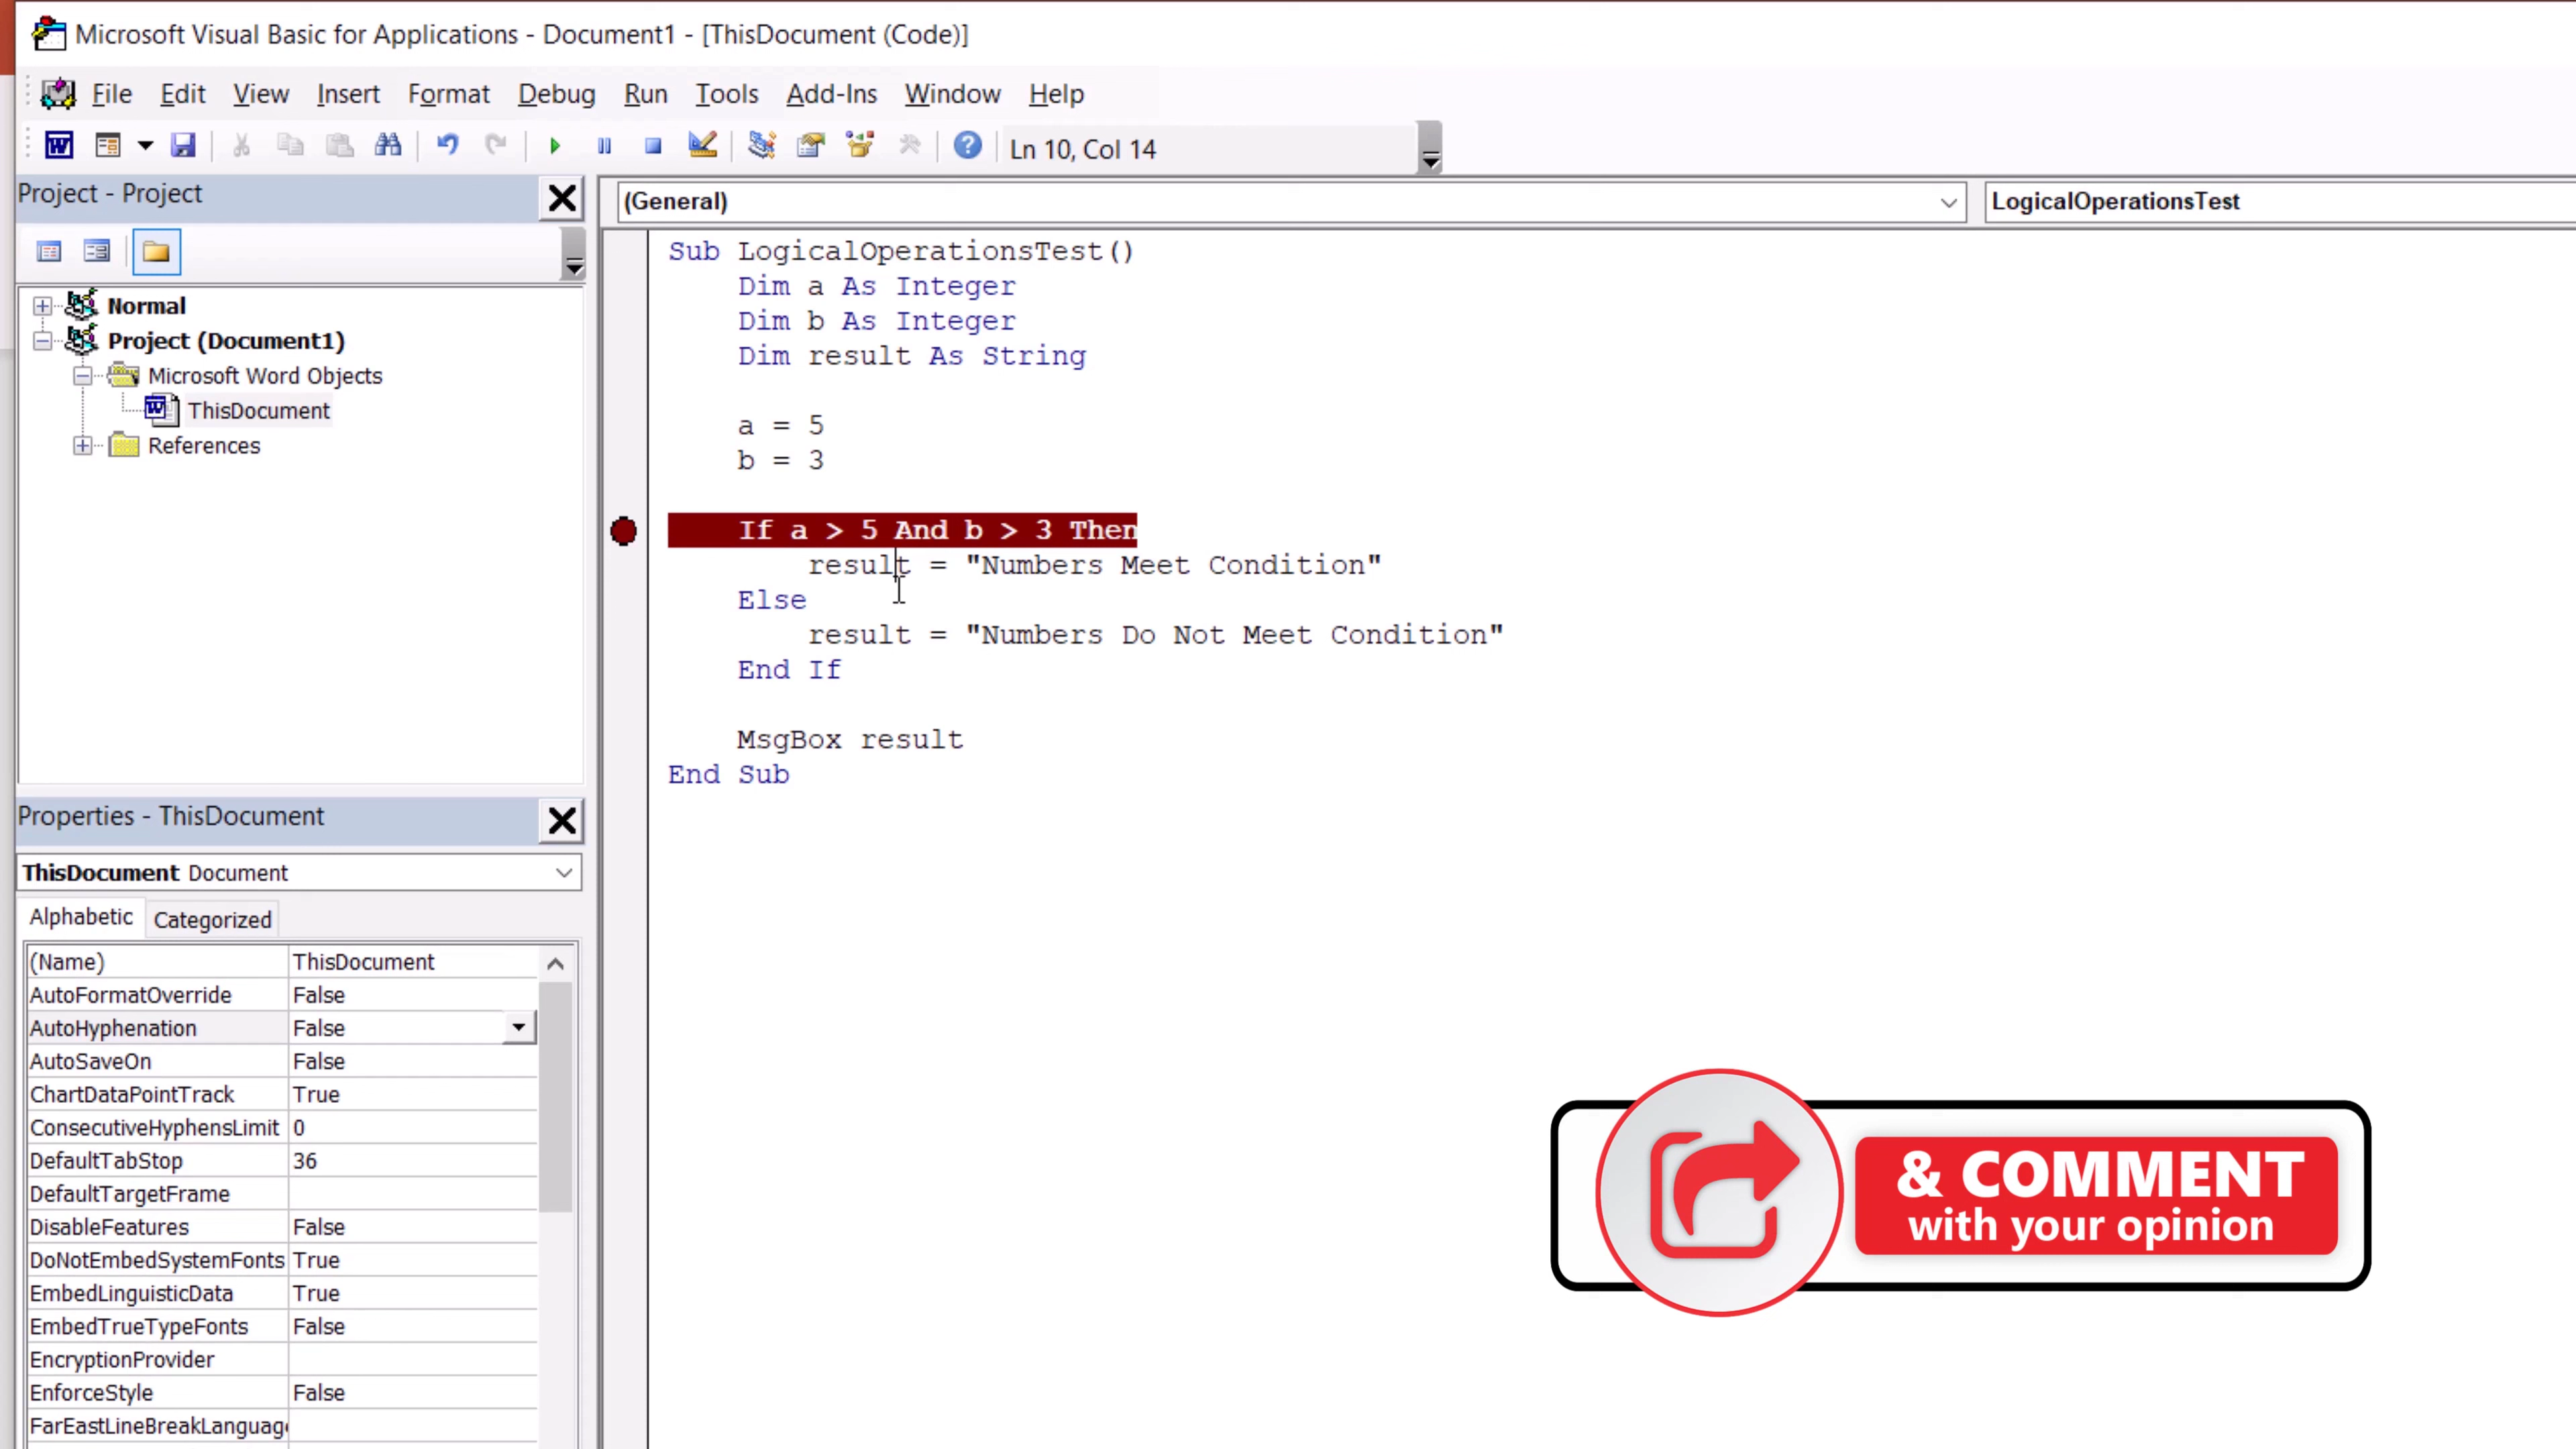 Microsoft Visual Basic for Applications - Document1 - [ThisDocument (Code)]
File Edit View Insert Format Debug Run Tools Add-Ins Window Help
Ln 10, Col 14
Project - Project
(General)
LogicalOperationsTest
Normal
Project (Document1)
Microsoft Word Objects
ThisDocument
References
Sub LogicalOperationsTest()
Dim a As Integer
Dim b As Integer
Dim result As String
a = 5
b = 3
If a > 5 And b > 3 Then
result = "Numbers Meet Condition"
Else
result = "Numbers Do Not Meet Condition"
End If
MsgBox result
End Sub
Properties - ThisDocument
ThisDocument Document
Alphabetic Categorized
(Name) ThisDocument
AutoFormatOverride False
AutoHyphenation False
AutoSaveOn False
ChartDataPointTrack True
ConsecutiveHyphensLimit 0
DefaultTabStop 36
DefaultTargetFrame
DisableFeatures False
DoNotEmbedSystemFonts True
EmbedLinguisticData True
EmbedTrueTypeFonts False
EncryptionProvider
EnforceStyle False
FarEastLineBreakLanguag
& COMMENT
with your opinion